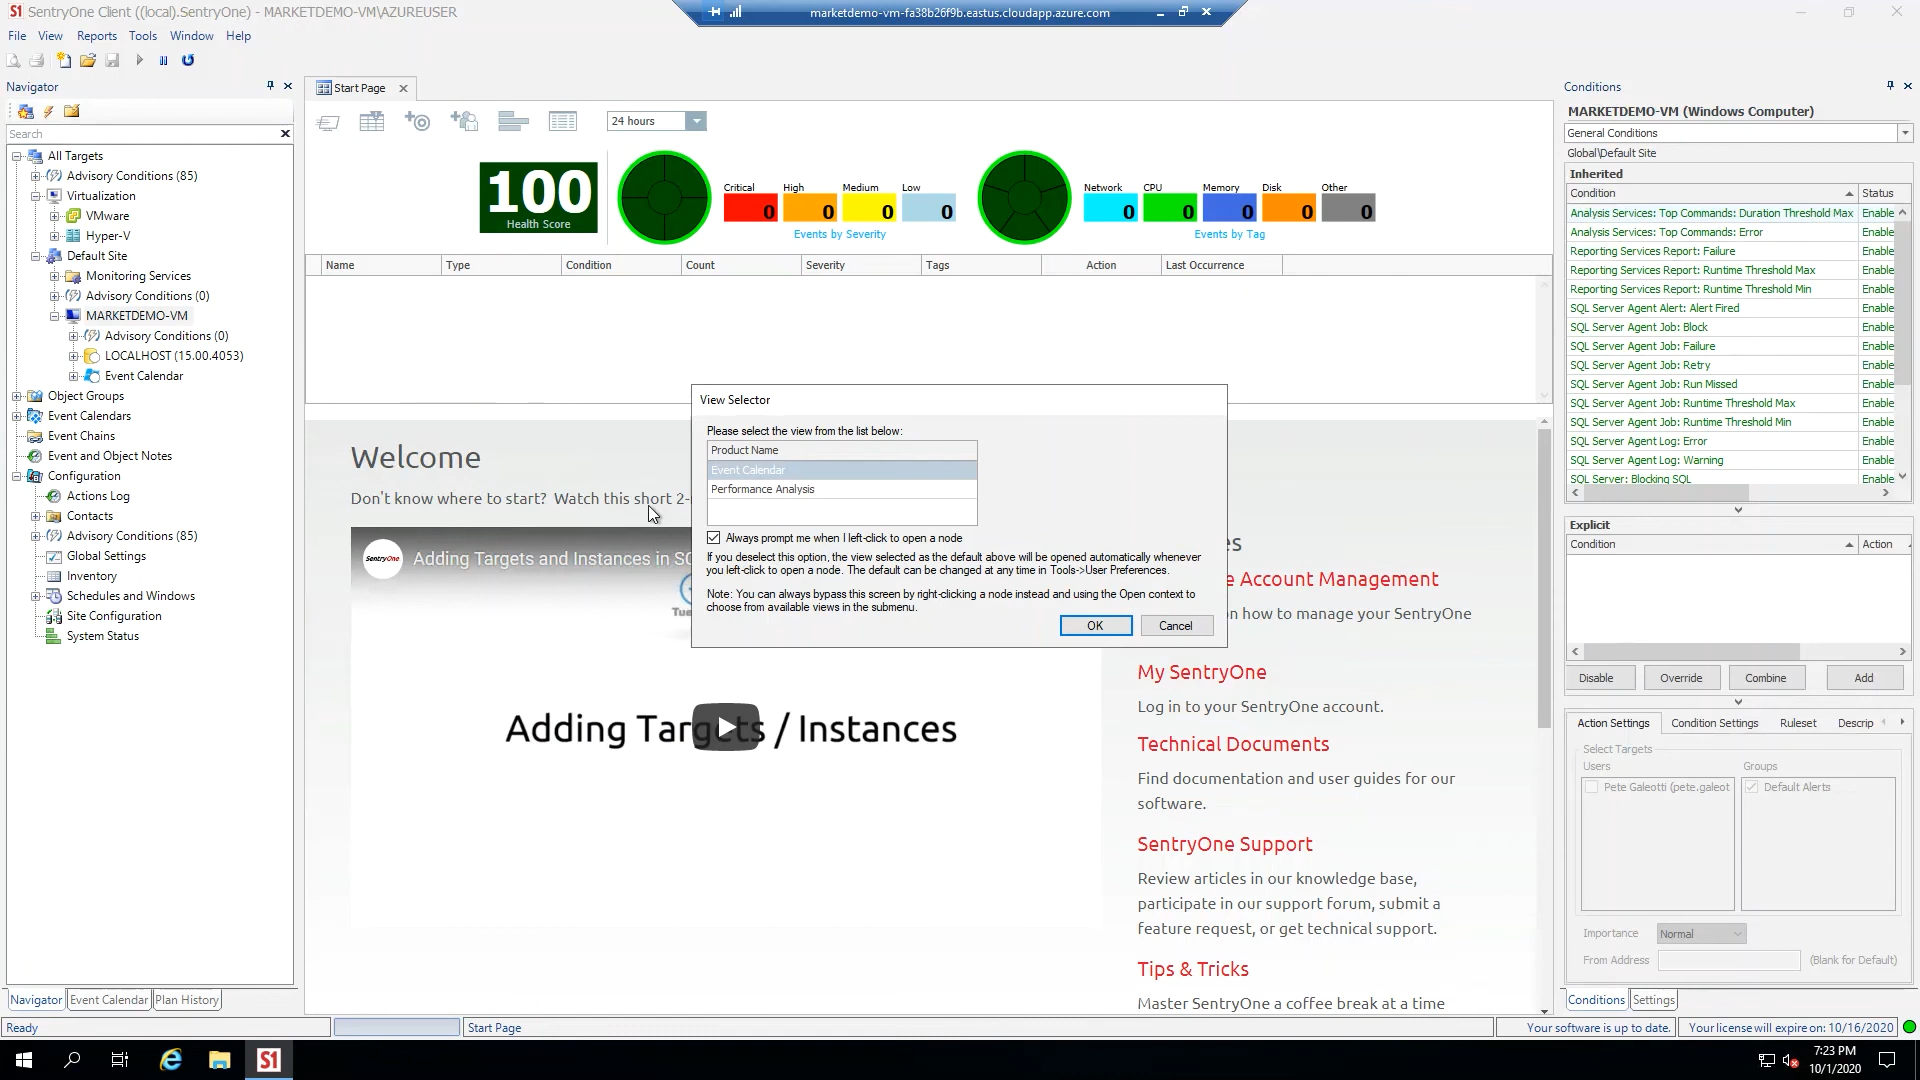 S1 SentryOne Client ((local).SentryOne) - MARKETDEMO-VM\AZUREUSER
marketdemo-vm-fa38b26f9b.eastus.cloudapp.azure.com
File View Reports Tools Window Help
Navigator
Search
All Targets
Advisory Conditions (85)
Virtualization
VMware
Hyper-V
Default Site
Monitoring Services
Advisory Conditions (0)
MARKETDEMO-VM
Advisory Conditions (0)
LOCALHOST (15.00.4053)
Event Calendar
Object Groups
Event Calendars
Event Chains
Event and Object Notes
Configuration
Actions Log
Contacts
Advisory Conditions (85)
Global Settings
Inventory
Schedules and Windows
Site Configuration
System Status
Navigator Event Calendar Plan History
Start Page
24 hours
100
Health Score
Critical High Medium Low
0 0 0 0
Events by Severity
Network CPU Memory Disk Other
0 0 0 0 0
Events by Tag
Name Type Condition Count Severity Tags Action Last Occurrence
Welcome
Don't know where to start? Watch this short 2-
SentryOne
Adding Targets and Instances in SC
Tue
Adding Targets / Instances
View Selector
Please select the view from the list below:
Product Name
Event Calendar
Performance Analysis
Always prompt me when I left-click to open a node
If you deselect this option, the view selected as the default above will be opened automatically whenever
you left-click to open a node. The default can be changed at any time in Tools->User Preferences.
Note: You can always bypass this screen by right-clicking a node instead and using the Open context to
choose from available views in the submenu.
OK Cancel
es
e Account Management
on how to manage your SentryOne
My SentryOne
Log in to your SentryOne account.
Technical Documents
Find documentation and user guides for our
software.
SentryOne Support
Review articles in our knowledge base,
participate in our support forum, submit a
feature request, or get technical support.
Tips & Tricks
Master SentryOne a coffee break at a time
Conditions
MARKETDEMO-VM (Windows Computer)
General Conditions
Global\Default Site
Inherited
Condition Status
Analysis Services: Top Commands: Duration Threshold Max Enable
Analysis Services: Top Commands: Error Enable
Reporting Services Report: Failure Enable
Reporting Services Report: Runtime Threshold Max Enable
Reporting Services Report: Runtime Threshold Min Enable
SQL Server Agent Alert: Alert Fired Enable
SQL Server Agent Job: Block Enable
SQL Server Agent Job: Failure Enable
SQL Server Agent Job: Retry Enable
SQL Server Agent Job: Run Missed Enable
SQL Server Agent Job: Runtime Threshold Max Enable
SQL Server Agent Job: Runtime Threshold Min Enable
SQL Server Agent Log: Error Enable
SQL Server Agent Log: Warning Enable
SQL Server: Blocking SQL Enable
Explicit
Condition Action
Disable Override Combine Add
Action Settings Condition Settings Ruleset Descrip
Select Targets
Users Groups
Pete Galeotti (pete.galeot Default Alerts
Importance Normal
From Address (Blank for Default)
Conditions Settings
Ready Start Page Your software is up to date. Your license will expire on: 10/16/2020
S1
7:23 PM
10/1/2020